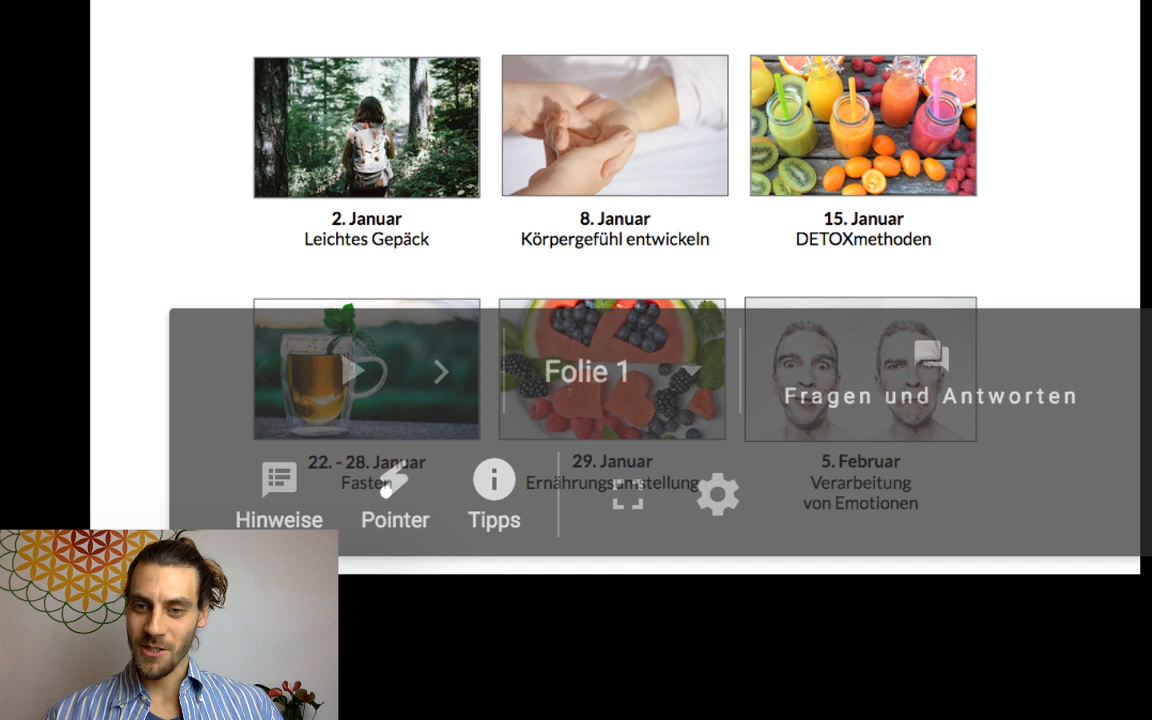 2. Januar
Leichtes Gepäck
8. Januar
Körpergefühl entwickeln
15. Januar
DETOXmethoden
Folie 1
Fragen und Antworten
22. - 28. Januar
Fasten
29. Januar
Ernährungsumstellung
5. Februar
Verarbeitung
von Emotionen
Hinweise
Pointer
Tipps